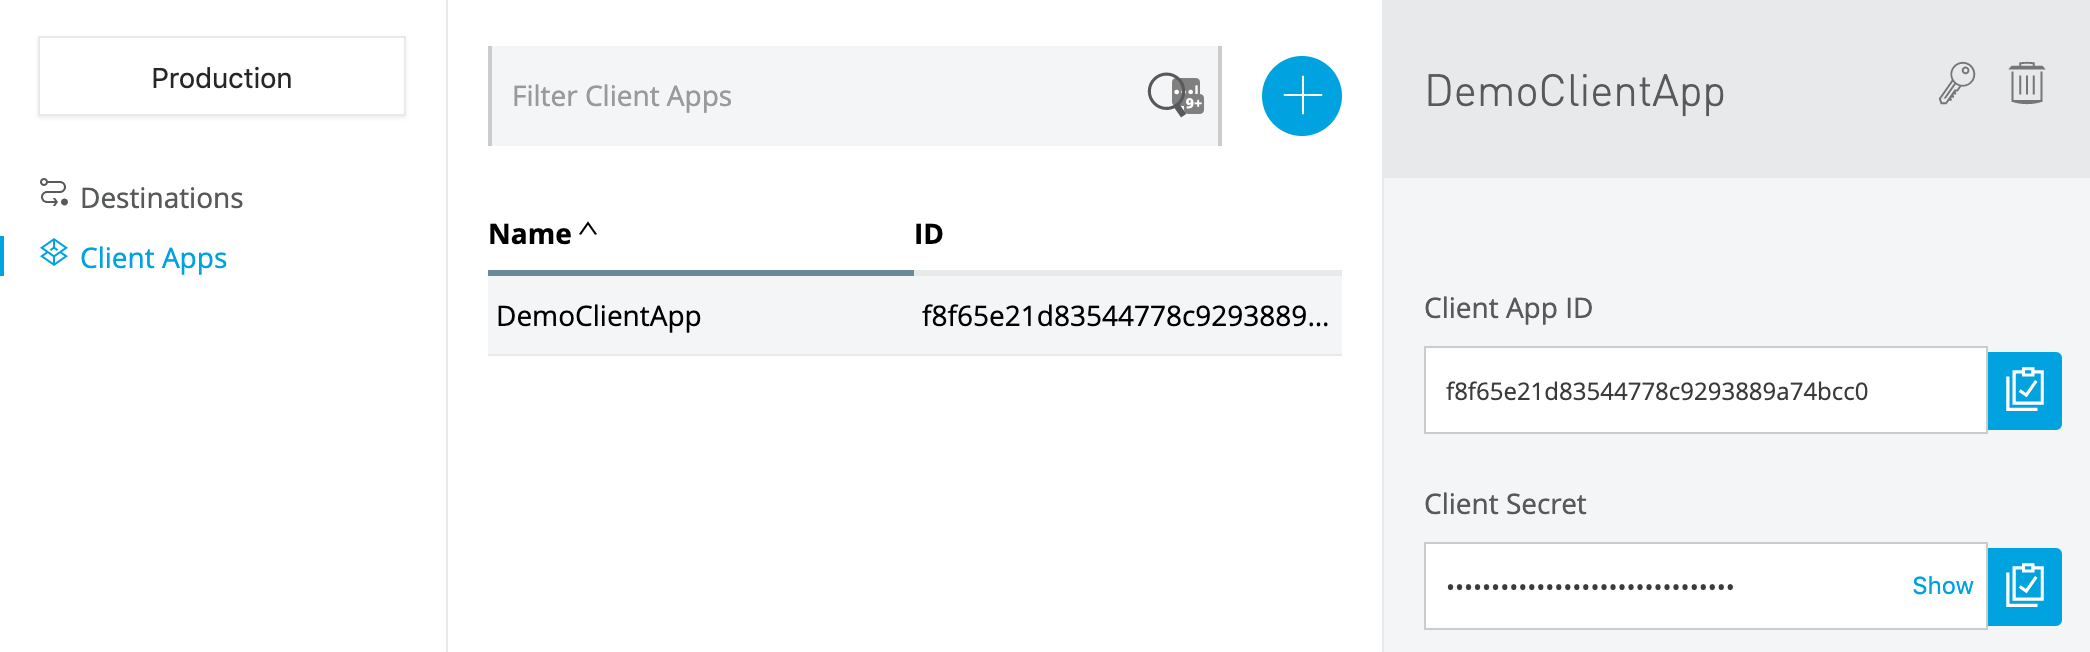 Production
Destinations
Client Apps
Filter Client Apps
9+
Name ID
DemoClientApp f8f65e21d83544778c9293889...
DemoClientApp
Client App ID
f8f65e21d83544778c9293889a74bcc0
Client Secret
•••••••••••••••••••••••••••••••• Show